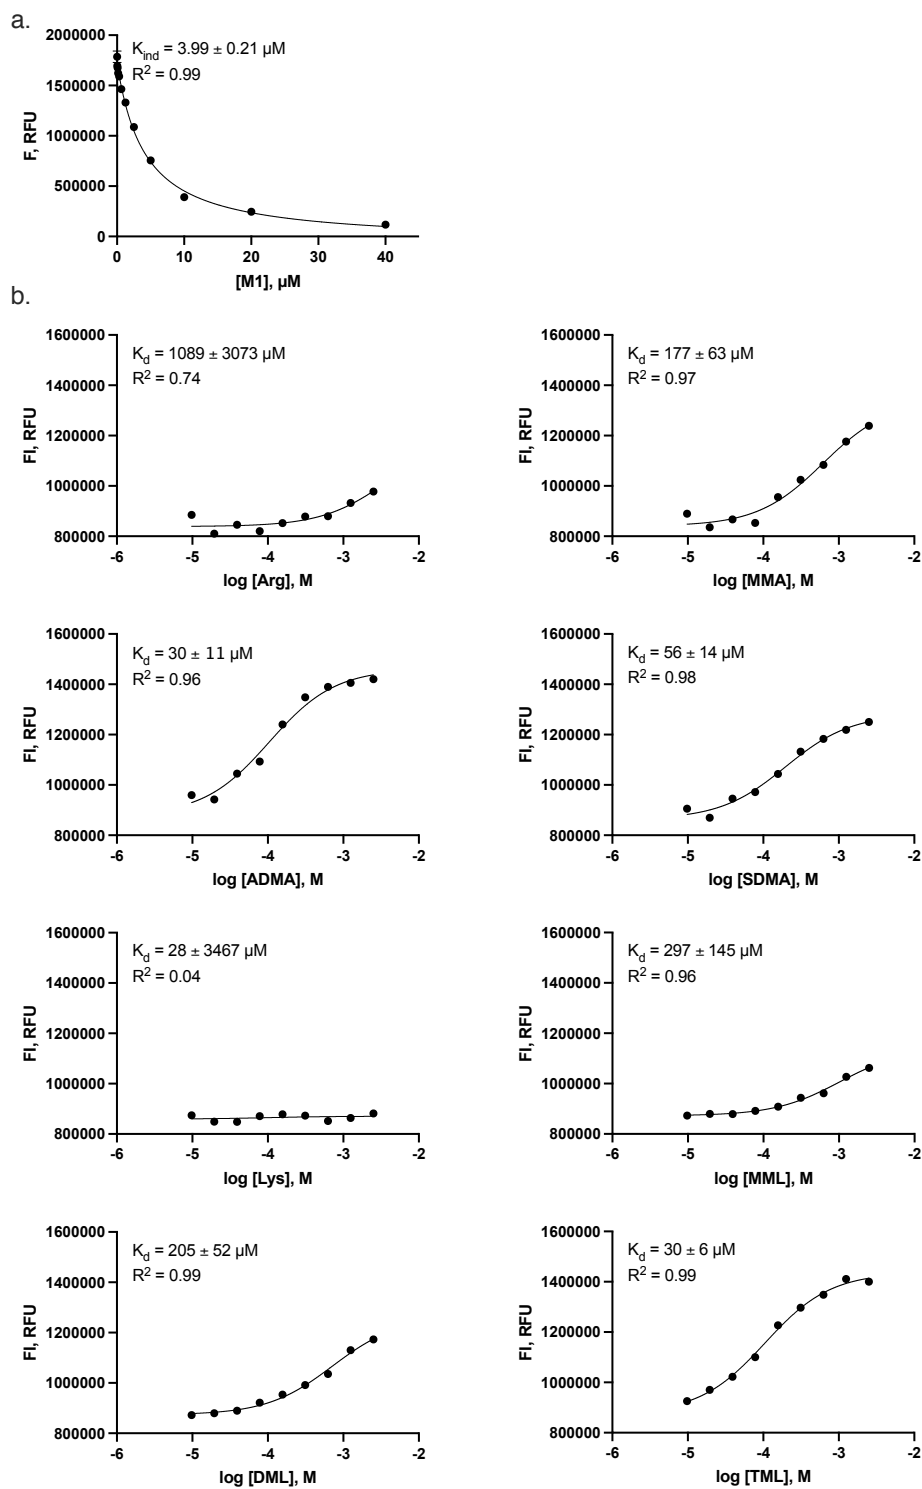 a.
2000000
1500000
1000000
500000
0
F, RFU
K_ind = 3.99 ± 0.21 µM
R² = 0.99
0 10 20 30 40
[M1], µM
b.
1600000
1400000
1200000
1000000
800000
FI, RFU
K_d = 1089 ± 3073 µM
R² = 0.74
-6 -5 -4 -3 -2
log [Arg], M
1600000
1400000
1200000
1000000
800000
FI, RFU
K_d = 177 ± 63 µM
R² = 0.97
-6 -5 -4 -3 -2
log [MMA], M
1600000
1400000
1200000
1000000
800000
FI, RFU
K_d = 30 ± 11 µM
R² = 0.96
-6 -5 -4 -3 -2
log [ADMA], M
1600000
1400000
1200000
1000000
800000
FI, RFU
K_d = 56 ± 14 µM
R² = 0.98
-6 -5 -4 -3 -2
log [SDMA], M
1600000
1400000
1200000
1000000
800000
FI, RFU
K_d = 28 ± 3467 µM
R² = 0.04
-6 -5 -4 -3 -2
log [Lys], M
1600000
1400000
1200000
1000000
800000
FI, RFU
K_d = 297 ± 145 µM
R² = 0.96
-6 -5 -4 -3 -2
log [MML], M
1600000
1400000
1200000
1000000
800000
FI, RFU
K_d = 205 ± 52 µM
R² = 0.99
-6 -5 -4 -3 -2
log [DML], M
1600000
1400000
1200000
1000000
800000
FI, RFU
K_d = 30 ± 6 µM
R² = 0.99
-6 -5 -4 -3 -2
log [TML], M